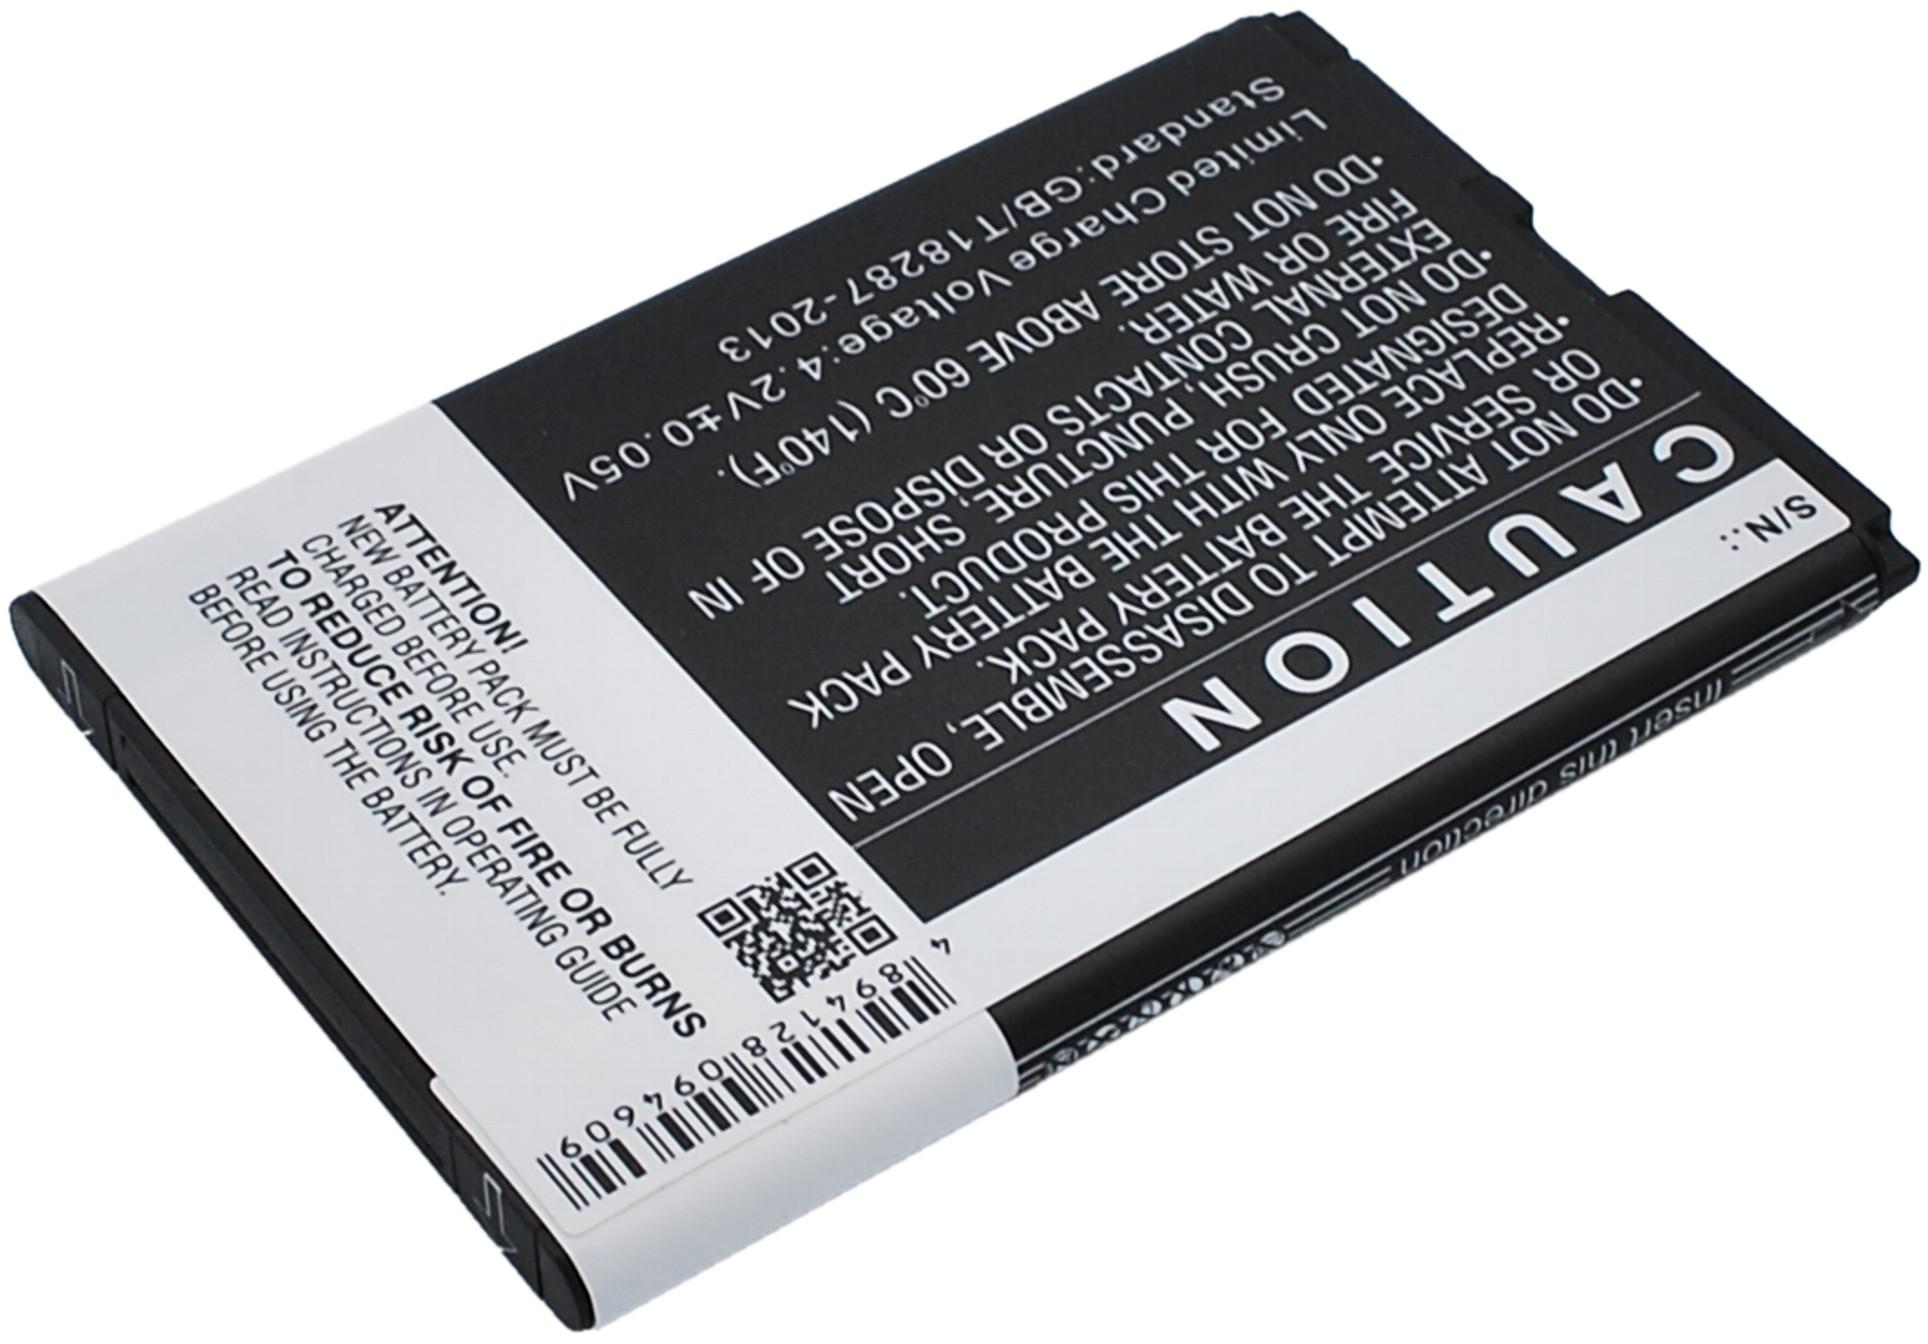 S/N.:
CAUTION
•DO NOT ATTEMPT TO DISASSEMBLE, OPEN
OR SERVICE THE BATTERY PACK.
•REPLACE ONLY WITH THE BATTERY PACK
DESIGNATED FOR THIS PRODUCT.
•DO NOT CRUSH, PUNCTURE, SHORT
EXTERNAL CONTACTS OR DISPOSE OF IN
FIRE OR WATER.
•DO NOT STORE ABOVE 60°C (140°F).
Limited Charge Voltage:4.2V±0.05V
Standard:GB/T18287-2013
ATTENTION!
NEW BATTERY PACK MUST BE FULLY
CHARGED BEFORE USE.
TO REDUCE RISK OF FIRE OR BURNS
READ INSTRUCTIONS IN OPERATING GUIDE
BEFORE USING THE BATTERY.
4 894128 094609
Insert this direction